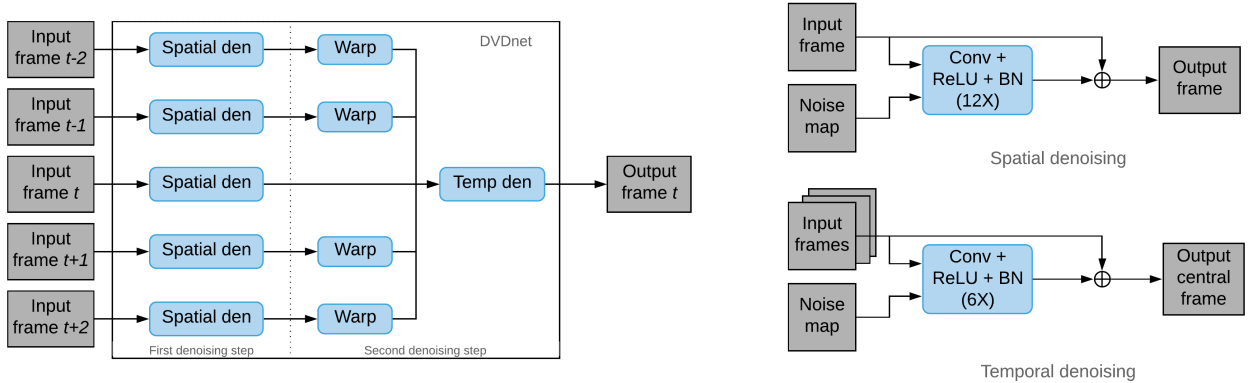 DVDnet
Input
frame t-2
Spatial den
Warp
Input
frame t-1
Spatial den
Warp
Input
frame t
Spatial den
Temp den
Output
frame t
Input
frame t+1
Spatial den
Warp
Input
frame t+2
Spatial den
Warp
First denoising step
Second denoising step
Input
frame
Noise
map
Conv +
ReLU + BN
(12X)
Output
frame
Spatial denoising
Input
frames
Noise
map
Conv +
ReLU + BN
(6X)
Output
central
frame
Temporal denoising